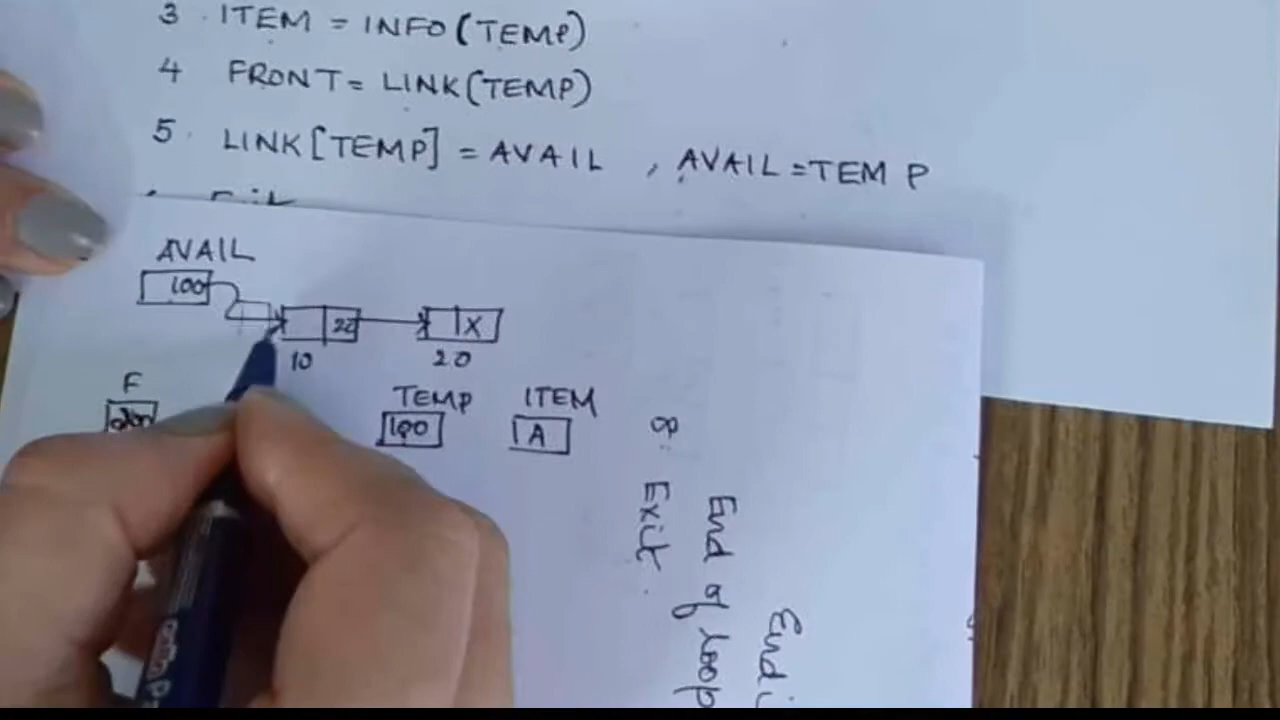 3. ITEM = INFO(TEMP)
4 FRONT = LINK(TEMP)
5. LINK[TEMP] = AVAIL , AVAIL = TEMP
AVAIL
100
X
10
20
F
TEMP ITEM
100 A
Exit.
End of loop